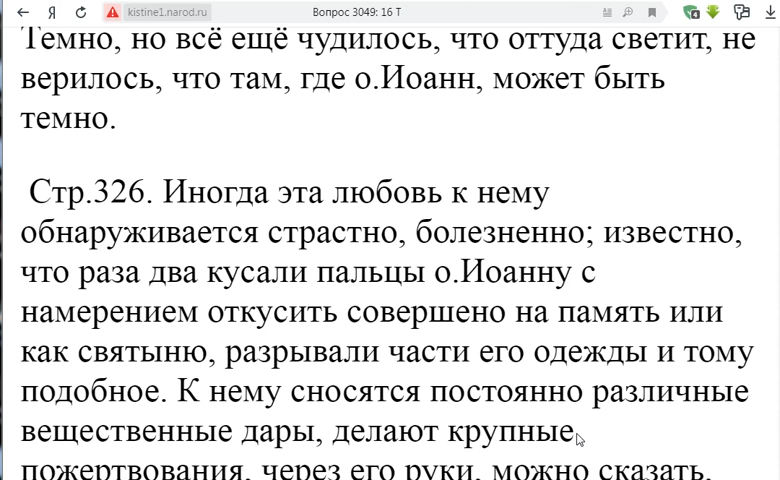 Я kistine1.narod.ru Вопрос 3049: 16 Т 4
Темно, но всё ещё чудилось, что оттуда светит, не
верилось, что там, где о.Иоанн, может быть
темно.
Стр.326. Иногда эта любовь к нему
обнаруживается страстно, болезненно; известно,
что раза два кусали пальцы о.Иоанну с
намерением откусить совершено на память или
как святыню, разрывали части его одежды и тому
подобное. К нему сносятся постоянно различные
вещественные дары, делают крупные
пожертвования, через его руки, можно сказать,